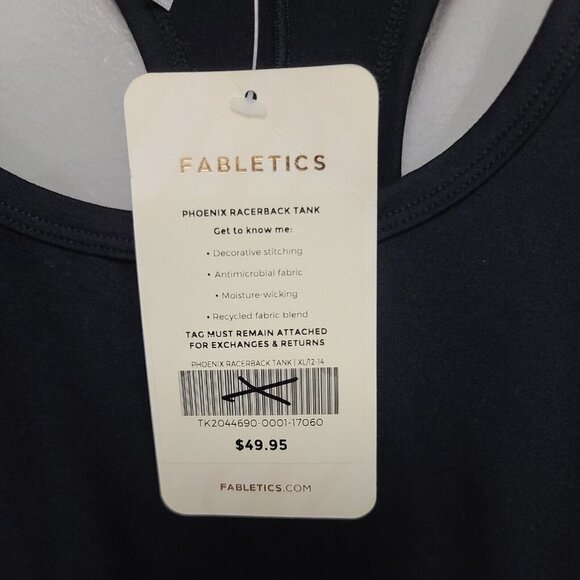 FABLETICS
PHOENIX RACERBACK TANK
Get to know me:
• Decorative stitching
• Antimicrobial fabric
• Moisture-wicking
• Recycled fabric blend
TAG MUST REMAIN ATTACHED
FOR EXCHANGES & RETURNS
PHOENIX RACERBACK TANK | XL/12-14
TK2044690-0001-17060
$49.95
FABLETICS.COM